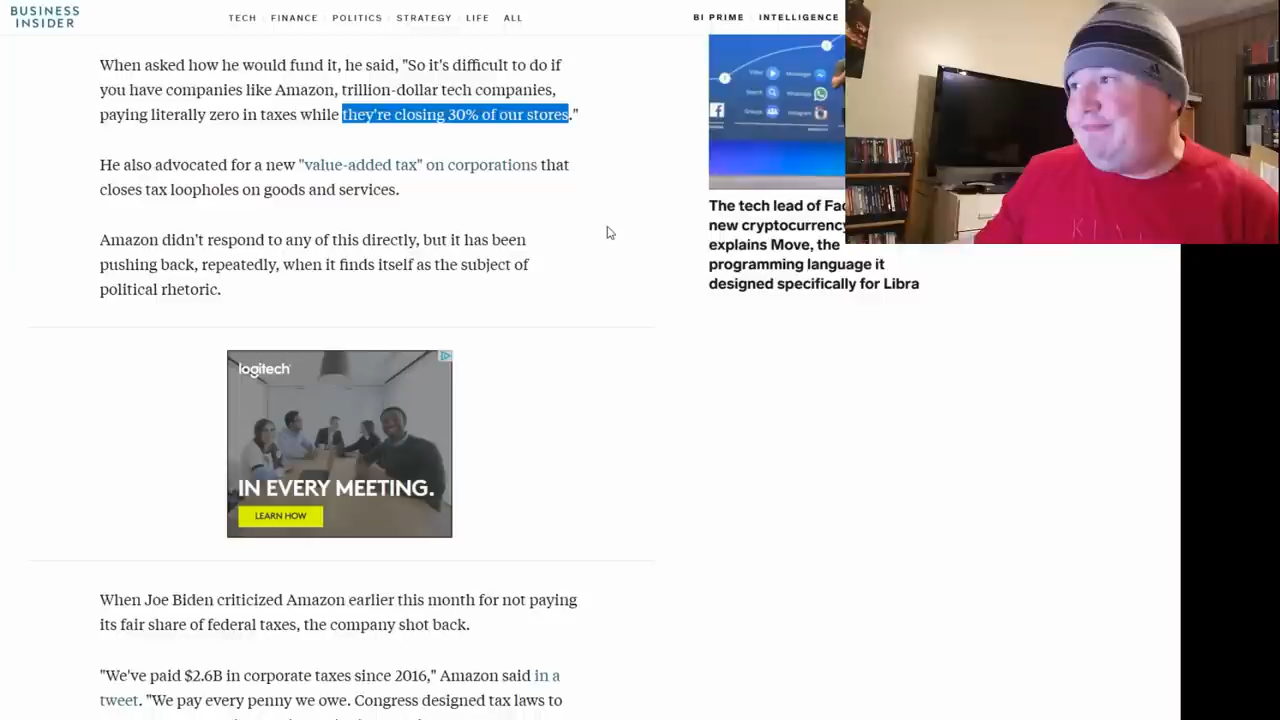 BUSINESS
INSIDER
TECH FINANCE POLITICS STRATEGY LIFE ALL
BI PRIME INTELLIGENCE
When asked how he would fund it, he said, "So it's difficult to do if
you have companies like Amazon, trillion-dollar tech companies,
paying literally zero in taxes while they're closing 30% of our stores."
He also advocated for a new "value-added tax" on corporations that
closes tax loopholes on goods and services.
Amazon didn't respond to any of this directly, but it has been
pushing back, repeatedly, when it finds itself as the subject of
political rhetoric.
logitech
IN EVERY MEETING.
LEARN HOW
When Joe Biden criticized Amazon earlier this month for not paying
its fair share of federal taxes, the company shot back.
"We've paid $2.6B in corporate taxes since 2016," Amazon said in a
tweet. "We pay every penny we owe. Congress designed tax laws to
Video
Messenger
Search
WhatsApp
Groups
Instagram
The tech lead of Fac
new cryptocurrency
explains Move, the
programming language it
designed specifically for Libra